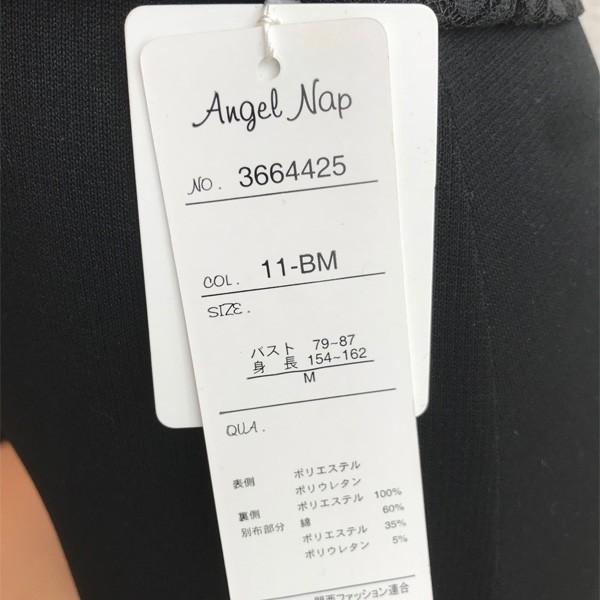 Angel Nap
NO. 3664425
COL. 11-BM
SIZE.
バスト 79~87
身長 154~162
M
QUA.
表側 ポリエステル
ポリウレタン
裏側 ポリエステル 100%
別布部分 綿 60%
ポリエステル 35%
ポリウレタン 5%
関西ファッション連合